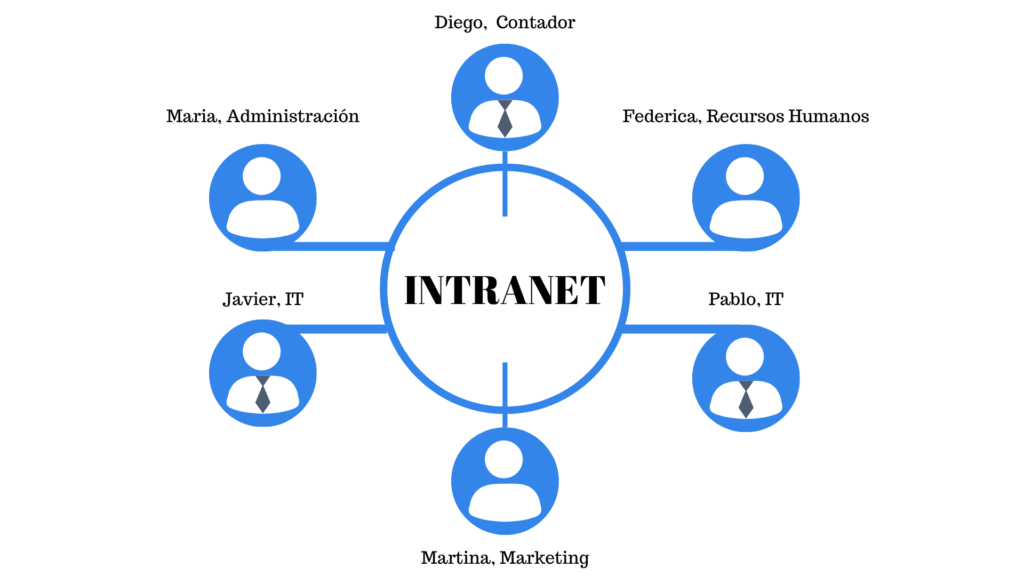 Diego, Contador
Maria, Administración
Federica, Recursos Humanos
INTRANET
Javier, IT
Pablo, IT
Martina, Marketing